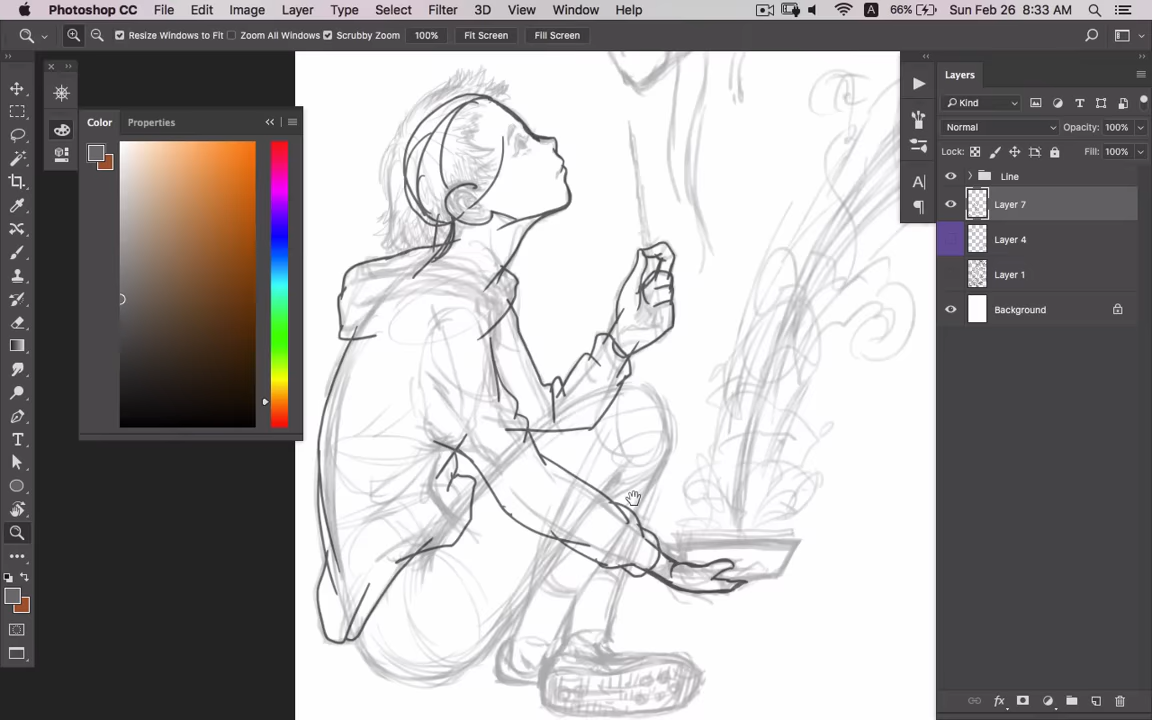 Photoshop CC File Edit Image Layer Type Select Filter 3D View Window Help A 66% Sun Feb 26 8:33 AM
Resize Windows to Fit Zoom All Windows Scrubby Zoom 100% Fit Screen Fill Screen
Color Properties
Layers
Kind
Normal Opacity: 100%
Lock: Fill: 100%
Line
Layer 7
Layer 4
Layer 1
Background